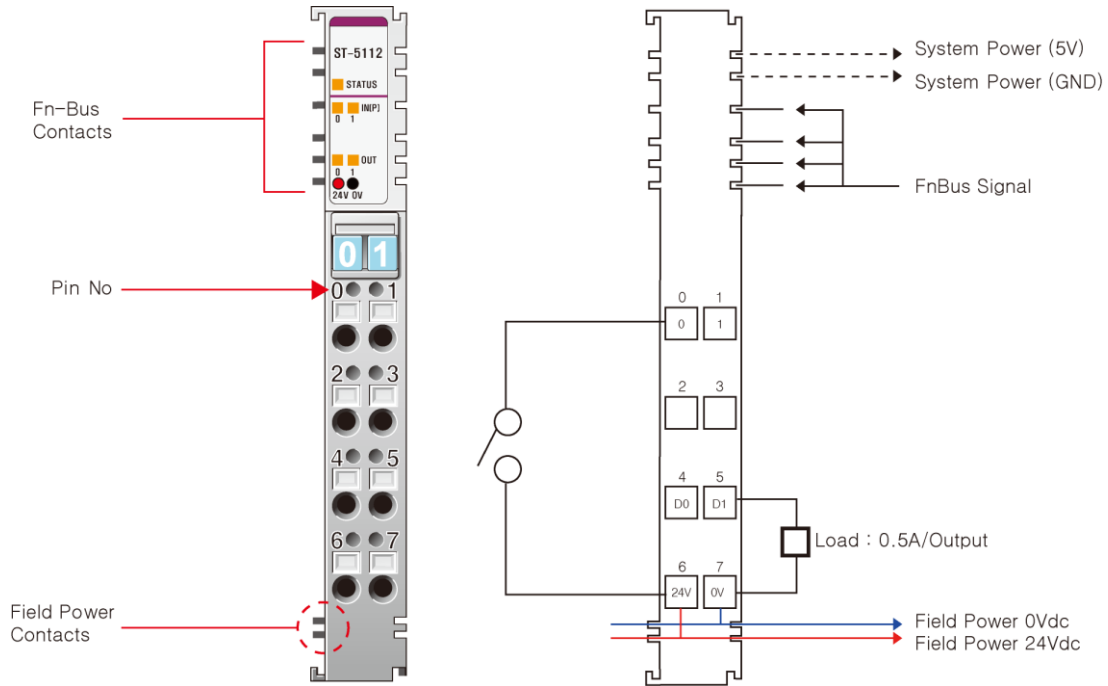 ST-5112
STATUS
IN[P]
0 1
OUT
0 1
24V 0V
01
0 1
2 3
4 5
6 7
Fn-Bus
Contacts
Pin No
Field Power
Contacts
System Power (5V)
System Power (GND)
FnBus Signal
0 1
0 1
2 3
4 5
D0 D1
Load : 0.5A/Output
6 7
24V 0V
Field Power 0Vdc
Field Power 24Vdc